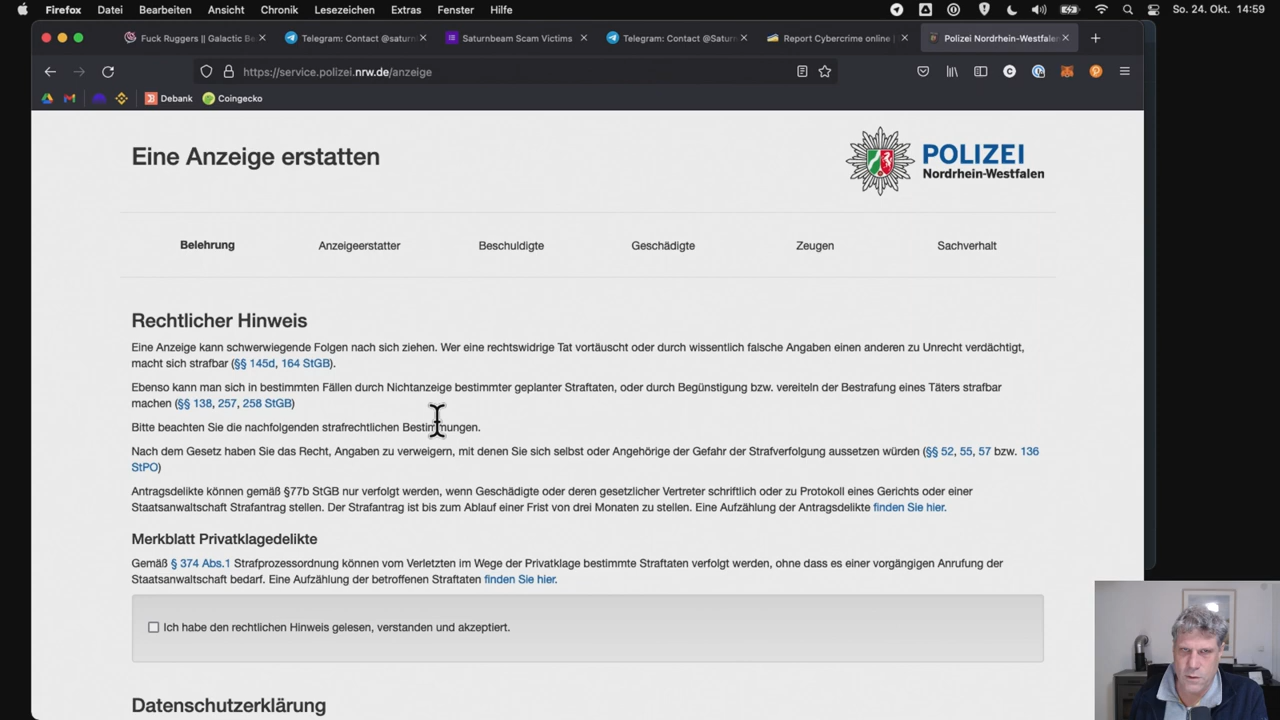 Firefox Datei Bearbeiten Ansicht Chronik Lesezeichen Extras Fenster Hilfe So. 24. Okt. 14:59
Fuck Ruggers || Galactic Be Telegram: Contact @saturn Saturnbeam Scam Victims Telegram: Contact @Saturn Report Cybercrime online | Polizei Nordrhein-Westfalen
https://service.polizei.nrw.de/anzeige
Debank Coingecko
Eine Anzeige erstatten
POLIZEI
Nordrhein-Westfalen
Belehrung Anzeigeerstatter Beschuldigte Geschädigte Zeugen Sachverhalt
Rechtlicher Hinweis
Eine Anzeige kann schwerwiegende Folgen nach sich ziehen. Wer eine rechtswidrige Tat vortäuscht oder durch wissentlich falsche Angaben einen anderen zu Unrecht verdächtigt,
macht sich strafbar (§§ 145d, 164 StGB).
Ebenso kann man sich in bestimmten Fällen durch Nichtanzeige bestimmter geplanter Straftaten, oder durch Begünstigung bzw. vereiteln der Bestrafung eines Täters strafbar
machen (§§ 138, 257, 258 StGB)
Bitte beachten Sie die nachfolgenden strafrechtlichen Bestimmungen.
Nach dem Gesetz haben Sie das Recht, Angaben zu verweigern, mit denen Sie sich selbst oder Angehörige der Gefahr der Strafverfolgung aussetzen würden (§§ 52, 55, 57 bzw. 136
StPO)
Antragsdelikte können gemäß §77b StGB nur verfolgt werden, wenn Geschädigte oder deren gesetzlicher Vertreter schriftlich oder zu Protokoll eines Gerichts oder einer
Staatsanwaltschaft Strafantrag stellen. Der Strafantrag ist bis zum Ablauf einer Frist von drei Monaten zu stellen. Eine Aufzählung der Antragsdelikte finden Sie hier.
Merkblatt Privatklagedelikte
Gemäß § 374 Abs.1 Strafprozessordnung können vom Verletzten im Wege der Privatklage bestimmte Straftaten verfolgt werden, ohne dass es einer vorgängigen Anrufung der
Staatsanwaltschaft bedarf. Eine Aufzählung der betroffenen Straftaten finden Sie hier.
Ich habe den rechtlichen Hinweis gelesen, verstanden und akzeptiert.
Datenschutzerklärung